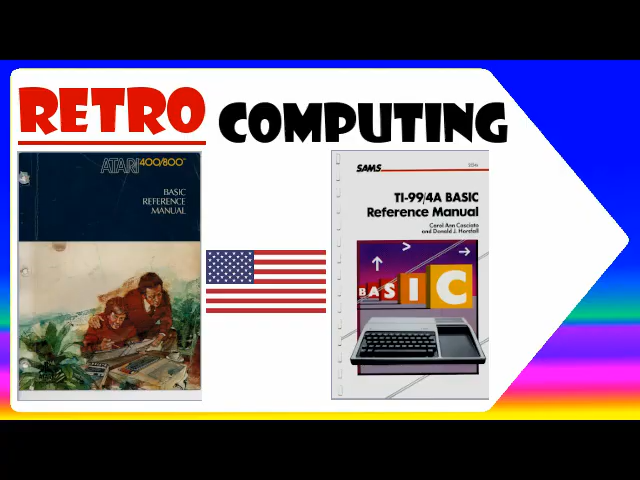 RETRO COMPUTING
ATARI 400/800™
BASIC
REFERENCE
MANUAL
SAMS
TI-99/4A BASIC
Reference Manual
Carol Ann Casciato
and Donald J. Horsfall
BASIC